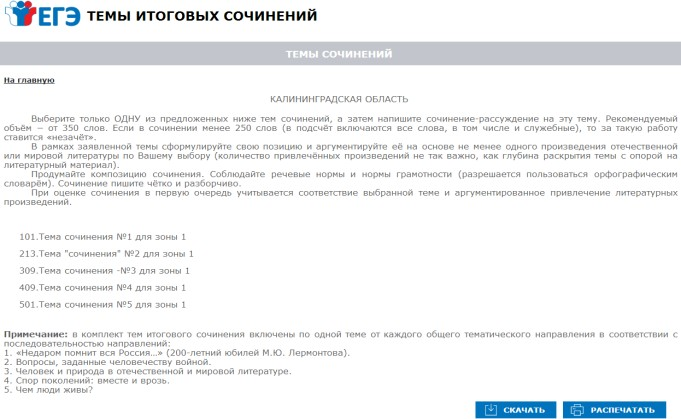 ЕГЭ ТЕМЫ ИТОГОВЫХ СОЧИНЕНИЙ
ТЕМЫ СОЧИНЕНИЙ
На главную
КАЛИНИНГРАДСКАЯ ОБЛАСТЬ
Выберите только ОДНУ из предложенных ниже тем сочинений, а затем напишите сочинение-рассуждение на эту тему. Рекомендуемый
объём — от 350 слов. Если в сочинении менее 250 слов (в подсчёт включаются все слова, в том числе и служебные), то за такую работу
ставится «незачёт».
В рамках заявленной темы сформулируйте свою позицию и аргументируйте её на основе не менее одного произведения отечественной
или мировой литературы по Вашему выбору (количество привлечённых произведений не так важно, как глубина раскрытия темы с опорой на
литературный материал).
Продумайте композицию сочинения. Соблюдайте речевые нормы и нормы грамотности (разрешается пользоваться орфографическим
словарём). Сочинение пишите чётко и разборчиво.
При оценке сочинения в первую очередь учитывается соответствие выбранной теме и аргументированное привлечение литературных
произведений.
101.Тема сочинения №1 для зоны 1
213.Тема "сочинения" №2 для зоны 1
309.Тема сочинения -№3 для зоны 1
409.Тема сочинения №4 для зоны 1
501.Тема сочинения №5 для зоны 1
Примечание: в комплект тем итогового сочинения включены по одной теме от каждого общего тематического направления в соответствии с
последовательностью направлений:
1. «Недаром помнит вся Россия…» (200-летний юбилей М.Ю. Лермонтова).
2. Вопросы, заданные человечеству войной.
3. Человек и природа в отечественной и мировой литературе.
4. Спор поколений: вместе и врозь.
5. Чем люди живы?
СКАЧАТЬ РАСПЕЧАТАТЬ